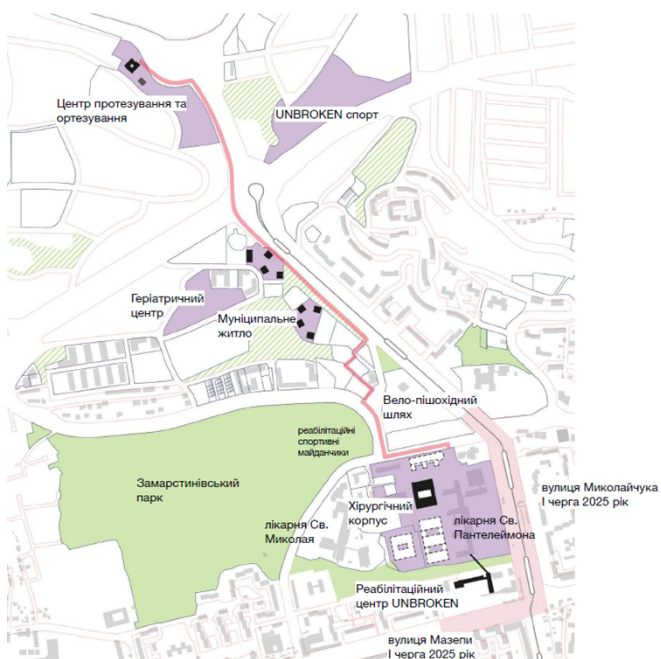 Центр протезування та
ортезування
UNBROKEN спорт
Геріатричний
центр
Муніципальне
житло
Вело-пішохідний
шлях
реабілітаційні
спортивні
майданчики
Замарстинівський
парк
вулиця Миколайчука
І черга 2025 рік
Хірургічний
корпус
лікарня Св.
Миколая
лікарня Св.
Пантелеймона
Реабілітаційний
центр UNBROKEN
вулиця Мазепи
І черга 2025 рік